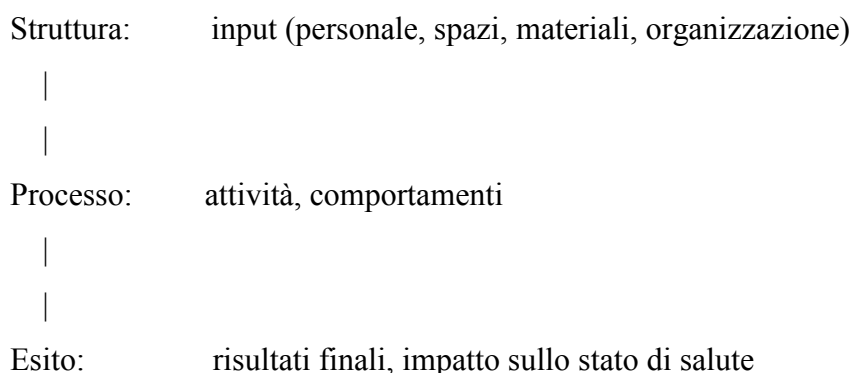 Struttura: input (personale, spazi, materiali, organizzazione)
|
|
Processo: attività, comportamenti
|
|
Esito: risultati finali, impatto sullo stato di salute